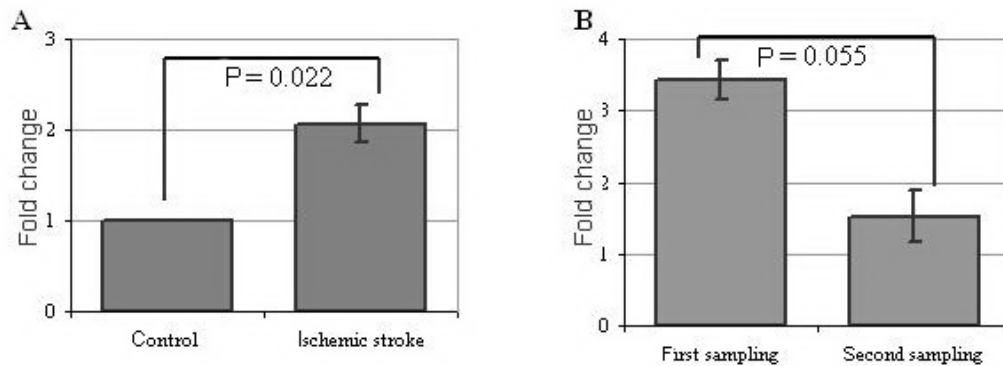 A
Fold change
3
2
1
0
P = 0.022
Control
Ischemic stroke
B
Fold change
4
3
2
1
0
P = 0.055
First sampling
Second sampling